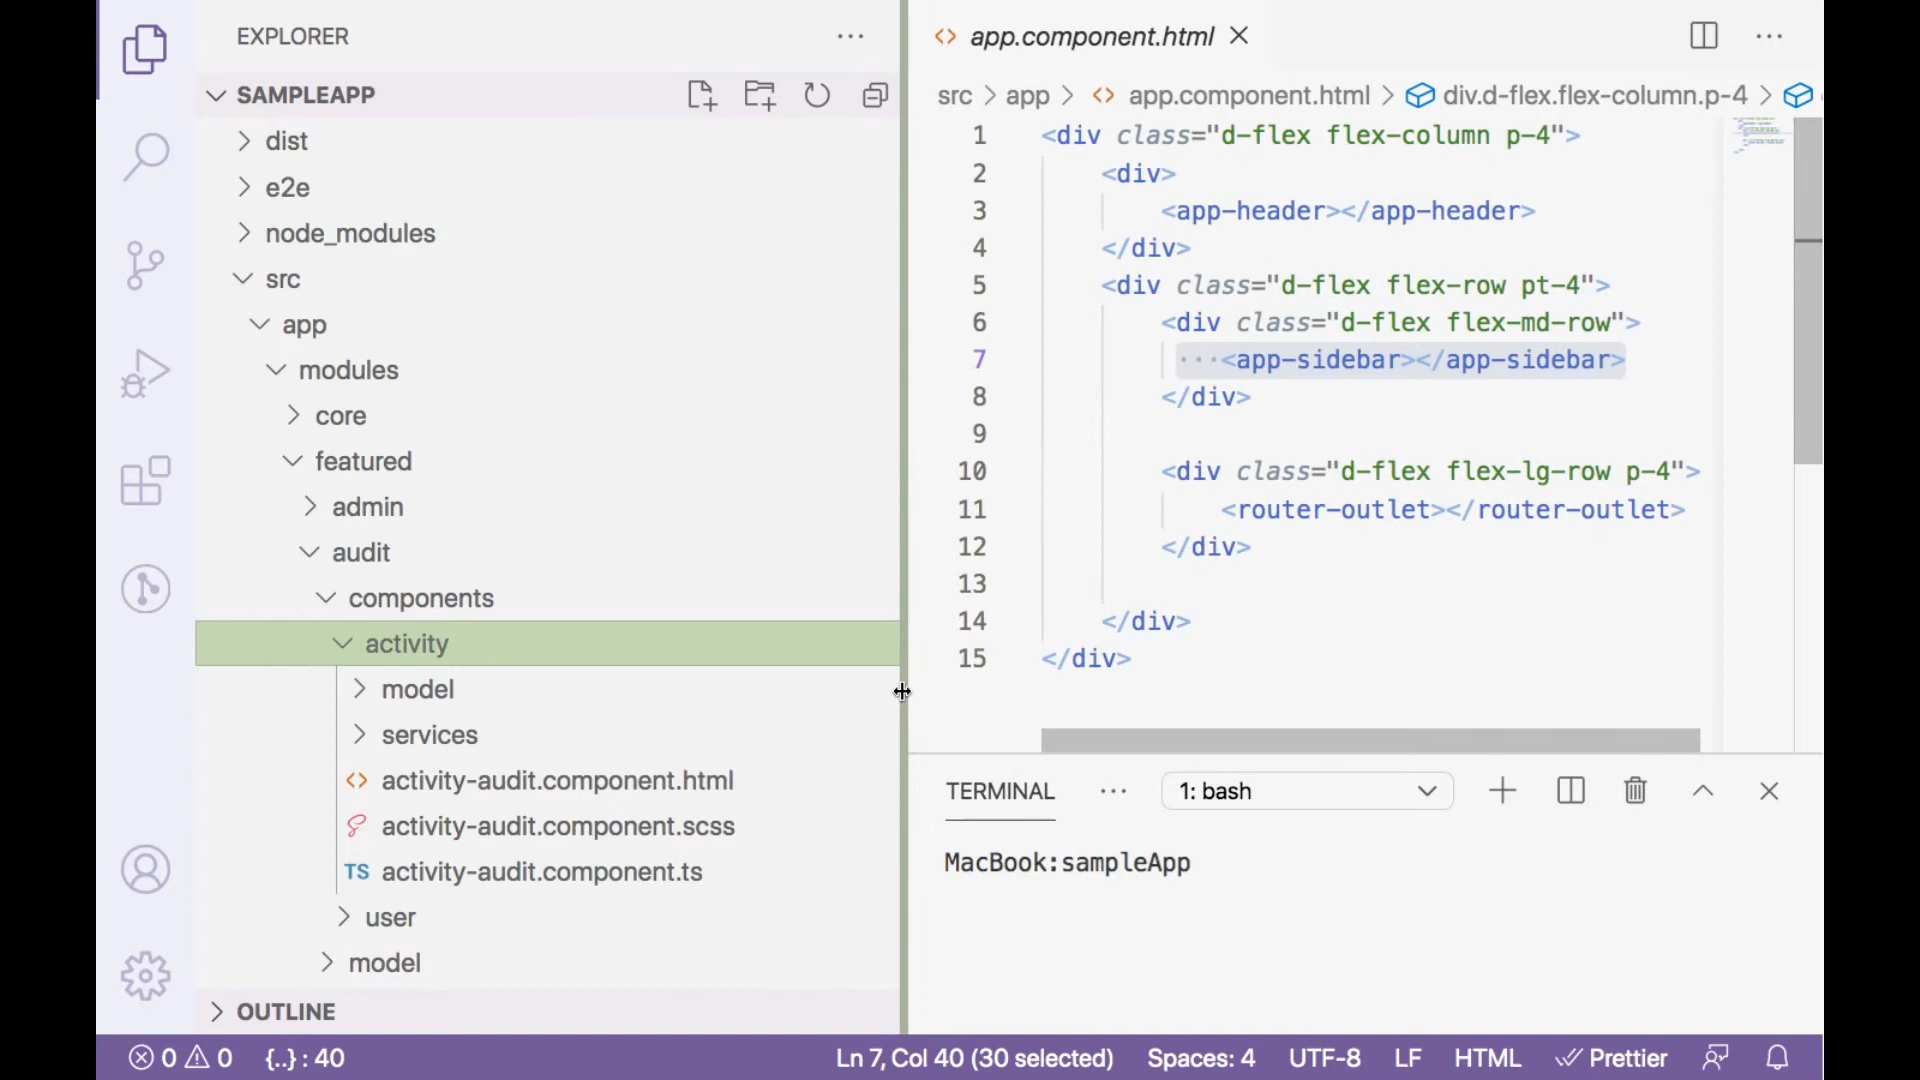 EXPLORER
SAMPLEAPP
dist
e2e
node_modules
src
app
modules
core
featured
admin
audit
components
activity
model
services
activity-audit.component.html
activity-audit.component.scss
TS activity-audit.component.ts
user
model
OUTLINE
app.component.html
src > app > app.component.html > div.d-flex.flex-column.p-4 >
1 <div class="d-flex flex-column p-4">
2 <div>
3 <app-header></app-header>
4 </div>
5 <div class="d-flex flex-row pt-4">
6 <div class="d-flex flex-md-row">
7 ···<app-sidebar></app-sidebar>
8 </div>
9
10 <div class="d-flex flex-lg-row p-4">
11 <router-outlet></router-outlet>
12 </div>
13
14 </div>
15 </div>
TERMINAL ··· 1: bash
MacBook:sampleApp
0 0 {..} : 40 Ln 7, Col 40 (30 selected) Spaces: 4 UTF-8 LF HTML Prettier